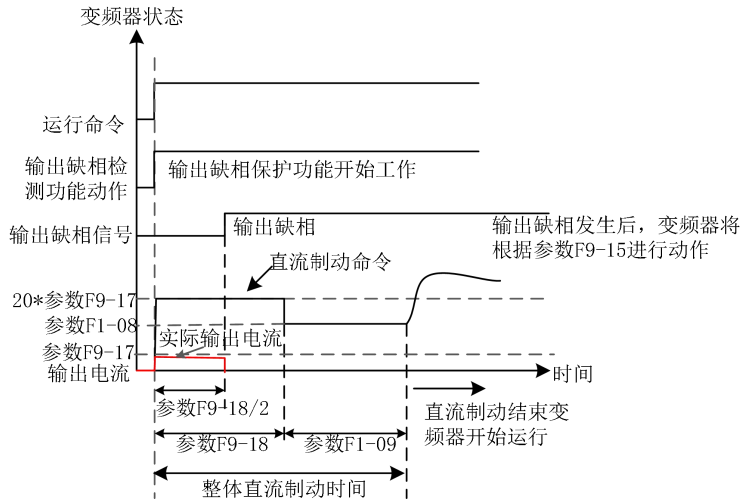 变频器状态
运行命令
输出缺相检
测功能动作
输出缺相保护功能开始工作
输出缺相信号
输出缺相
输出缺相发生后，变频器将
根据参数F9-15进行动作
直流制动命令
20*参数F9-17
参数F1-08
实际输出电流
参数F9-17
输出电流
时间
参数F9-18/2
直流制动结束变
频器开始运行
参数F9-18
参数F1-09
整体直流制动时间